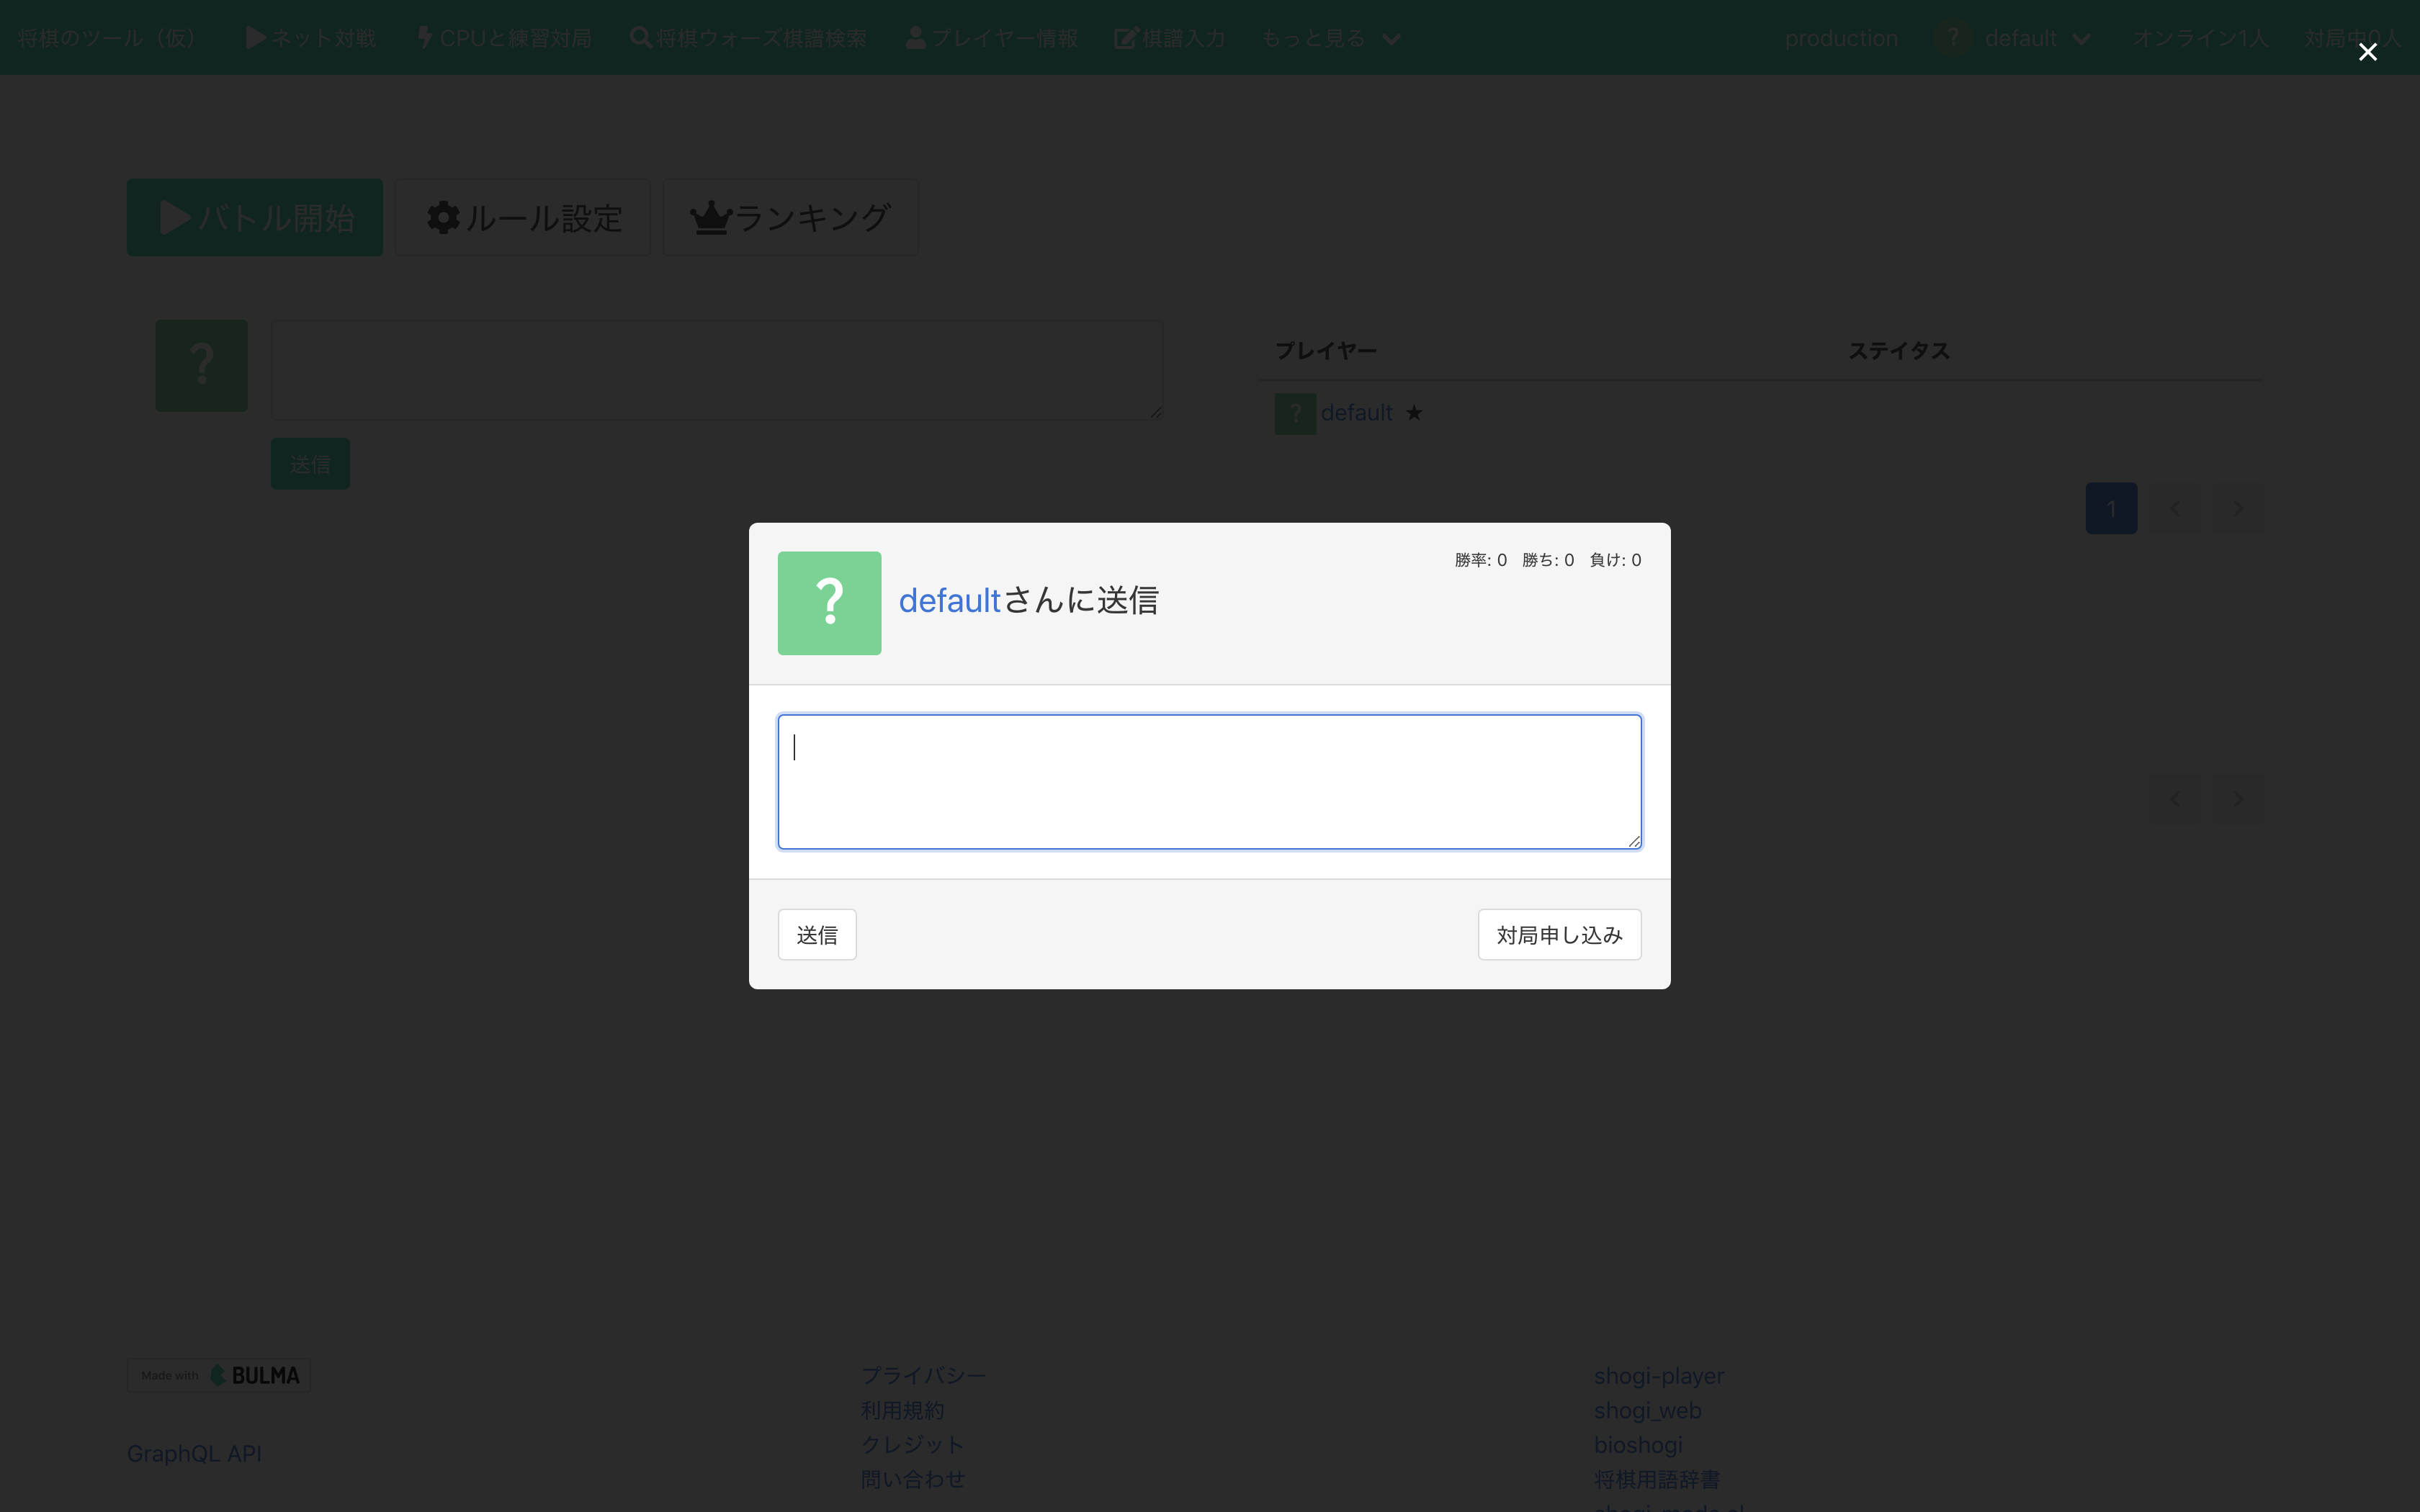 将棋のツール（仮） ネット対戦 CPUと練習対局 将棋ウォーズ棋譜検索 プレイヤー情報 棋譜入力 もっと見る production ? default オンライン1人 対局中0人
バトル開始 ルール設定 ランキング
?
送信
プレイヤー ステイタス
? default ★
1
勝率: 0 勝ち: 0 負け: 0
? defaultさんに送信
送信 対局申し込み
Made with BULMA
GraphQL API
プライバシー
利用規約
クレジット
問い合わせ
shogi-player
shogi_web
bioshogi
将棋用語辞書